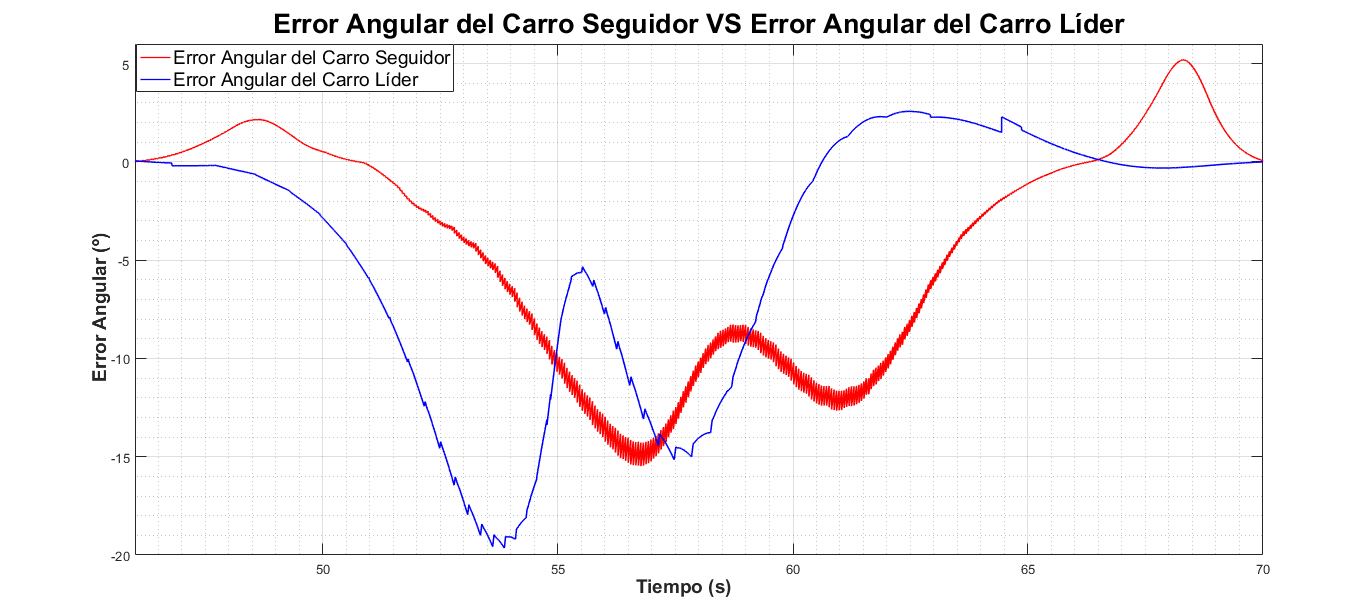 Error Angular del Carro Seguidor VS Error Angular del Carro Líder
Error Angular del Carro Seguidor
Error Angular del Carro Líder
Error Angular (º)
5
0
-5
-10
-15
-20
50
55
60
65
70
Tiempo (s)